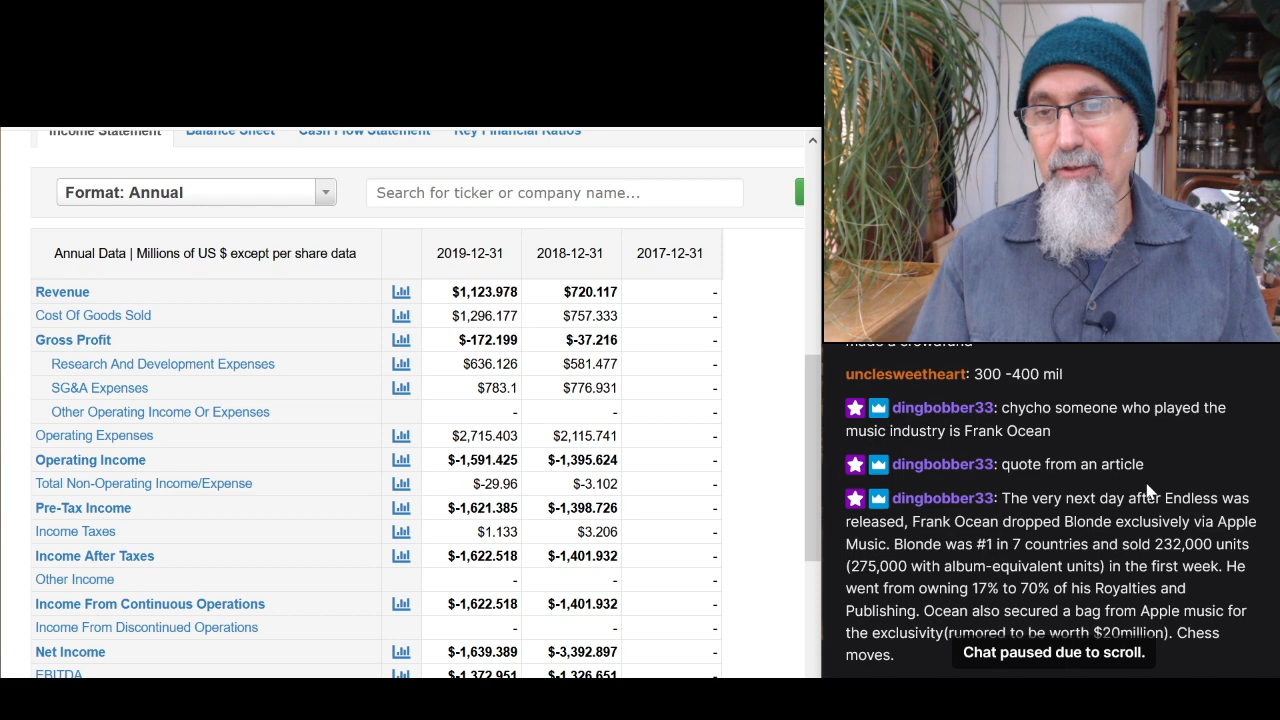 Income Statement Balance Sheet Cash Flow Statement Key Financial Ratios
Format: Annual Search for ticker or company name...
Annual Data | Millions of US $ except per share data 2019-12-31 2018-12-31 2017-12-31
Revenue $1,123.978 $720.117 -
Cost Of Goods Sold $1,296.177 $757.333 -
Gross Profit $-172.199 $-37.216 -
Research And Development Expenses $636.126 $581.477 -
SG&A Expenses $783.1 $776.931 -
Other Operating Income Or Expenses - - -
Operating Expenses $2,715.403 $2,115.741 -
Operating Income $-1,591.425 $-1,395.624 -
Total Non-Operating Income/Expense $-29.96 $-3.102 -
Pre-Tax Income $-1,621.385 $-1,398.726 -
Income Taxes $1.133 $3.206 -
Income After Taxes $-1,622.518 $-1,401.932 -
Other Income - - -
Income From Continuous Operations $-1,622.518 $-1,401.932 -
Income From Discontinued Operations - - -
Net Income $-1,639.389 $-3,392.897 -
EBITDA $-1,372.951 $-1,326.651 -
made a crowdfund
unclesweetheart: 300 -400 mil
dingbobber33: chycho someone who played the
music industry is Frank Ocean
dingbobber33: quote from an article
dingbobber33: The very next day after Endless was
released, Frank Ocean dropped Blonde exclusively via Apple
Music. Blonde was #1 in 7 countries and sold 232,000 units
(275,000 with album-equivalent units) in the first week. He
went from owning 17% to 70% of his Royalties and
Publishing. Ocean also secured a bag from Apple music for
the exclusivity(rumored to be worth $20million). Chess
moves.
Chat paused due to scroll.